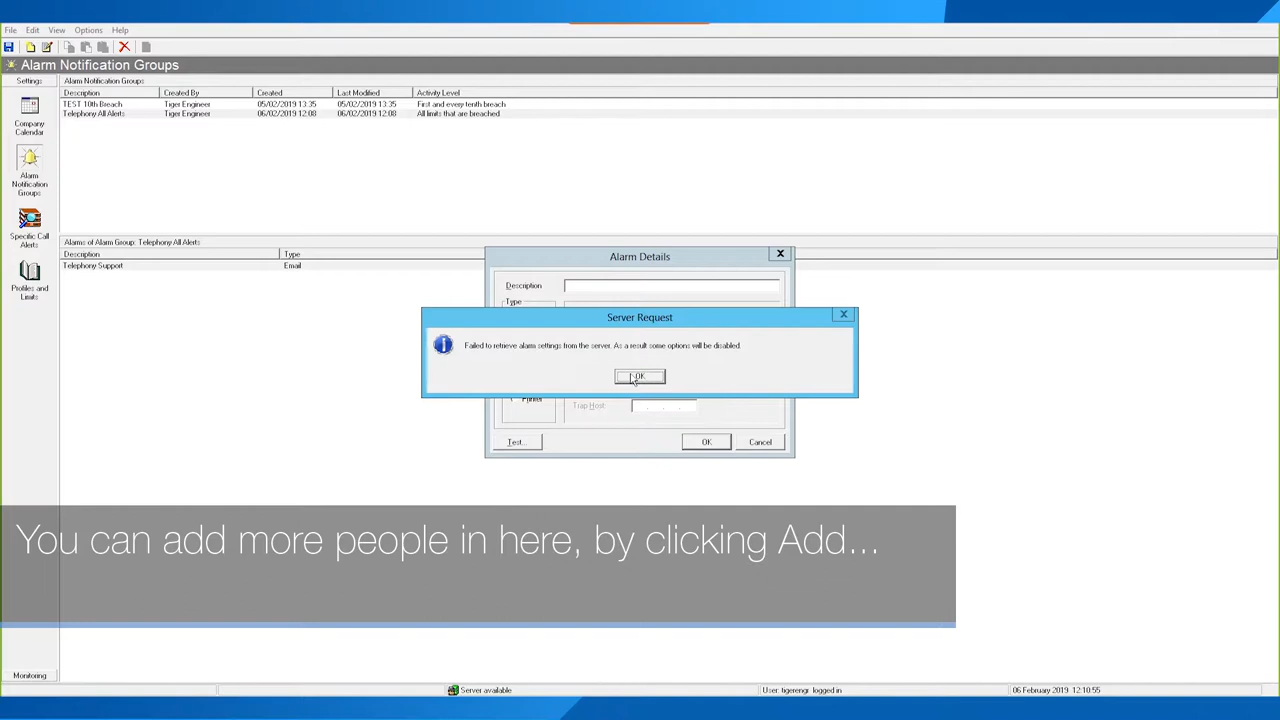 File Edit View Options Help
Alarm Notification Groups
Settings
Company
Calendar
Alarm
Notification
Groups
Specific Call
Alerts
Profiles and
Limits
Monitoring
Alarm Notification Groups
Description Created By Created Last Modified Activity Level
TEST 10th Breach Tiger Engineer 05/02/2019 13:35 05/02/2019 13:35 First and every tenth breach
Telephony All Alerts Tiger Engineer 06/02/2019 12:08 06/02/2019 12:08 All limits that are breached
Alarms of Alarm Group: Telephony All Alerts
Description Type
Telephony Support Email
Alarm Details
X
Description
Type
Server Request
X
Failed to retrieve alarm settings from the server. As a result some options will be disabled.
OK
Printer
Trap Host:
Test...
OK
Cancel
You can add more people in here, by clicking Add...
Server available
User: tigerengr logged in
06 February 2019 12:10:55